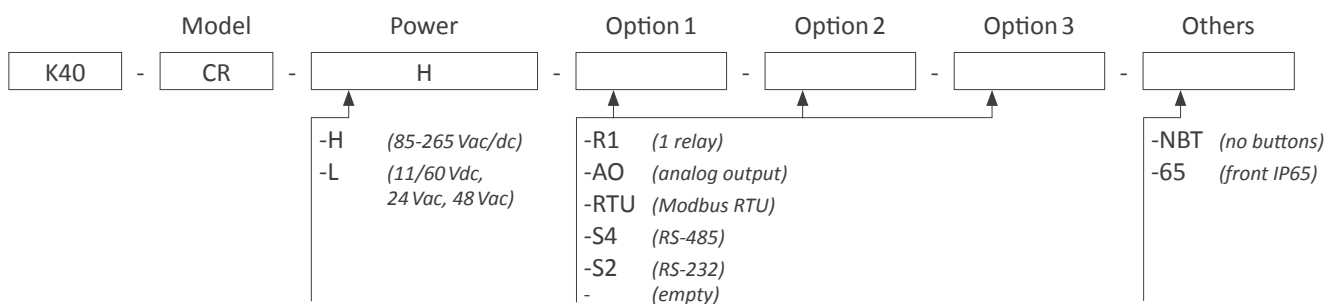 Model Power Option 1 Option 2 Option 3 Others
K40 - CR - H - - - -
-H (85-265 Vac/dc) -R1 (1 relay) -NBT (no buttons)
-L (11/60 Vdc, -AO (analog output) -65 (front IP65)
24 Vac, 48 Vac) -RTU (Modbus RTU)
-S4 (RS-485)
-S2 (RS-232)
- (empty)